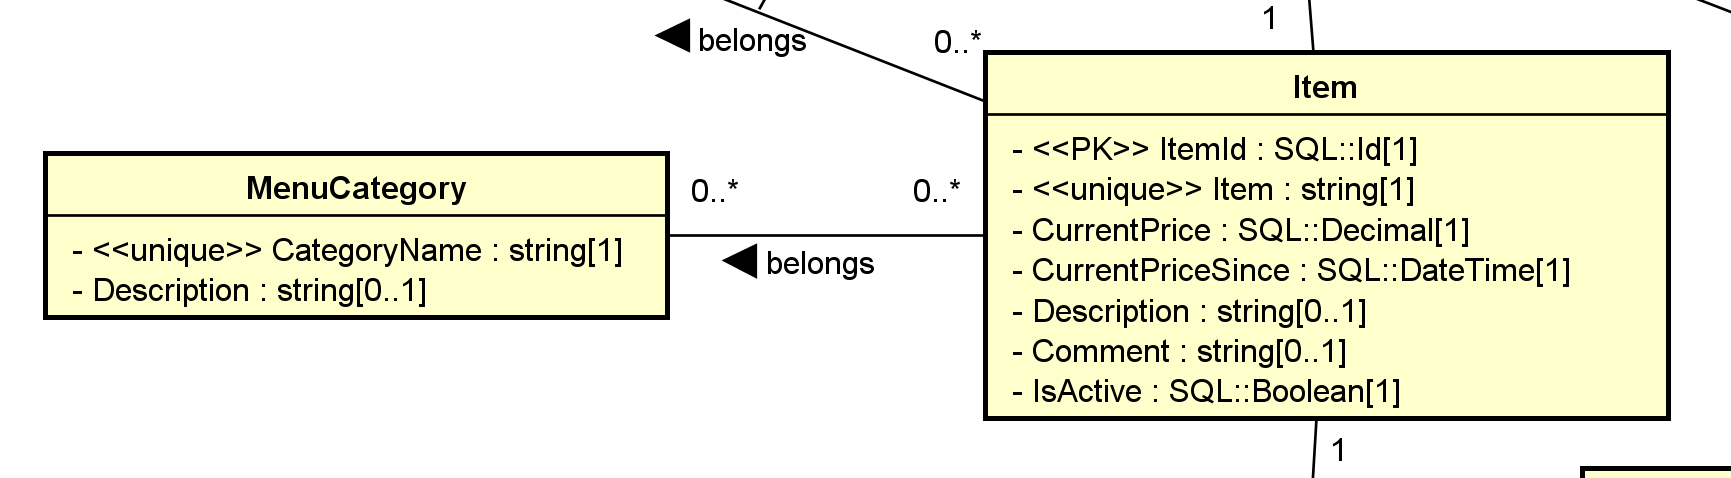 belongs
0..*
1
Item
- <<PK>> ItemId : SQL::Id[1]
- <<unique>> Item : string[1]
- CurrentPrice : SQL::Decimal[1]
- CurrentPriceSince : SQL::DateTime[1]
- Description : string[0..1]
- Comment : string[0..1]
- IsActive : SQL::Boolean[1]
MenuCategory
- <<unique>> CategoryName : string[1]
- Description : string[0..1]
0..*
0..*
belongs
1